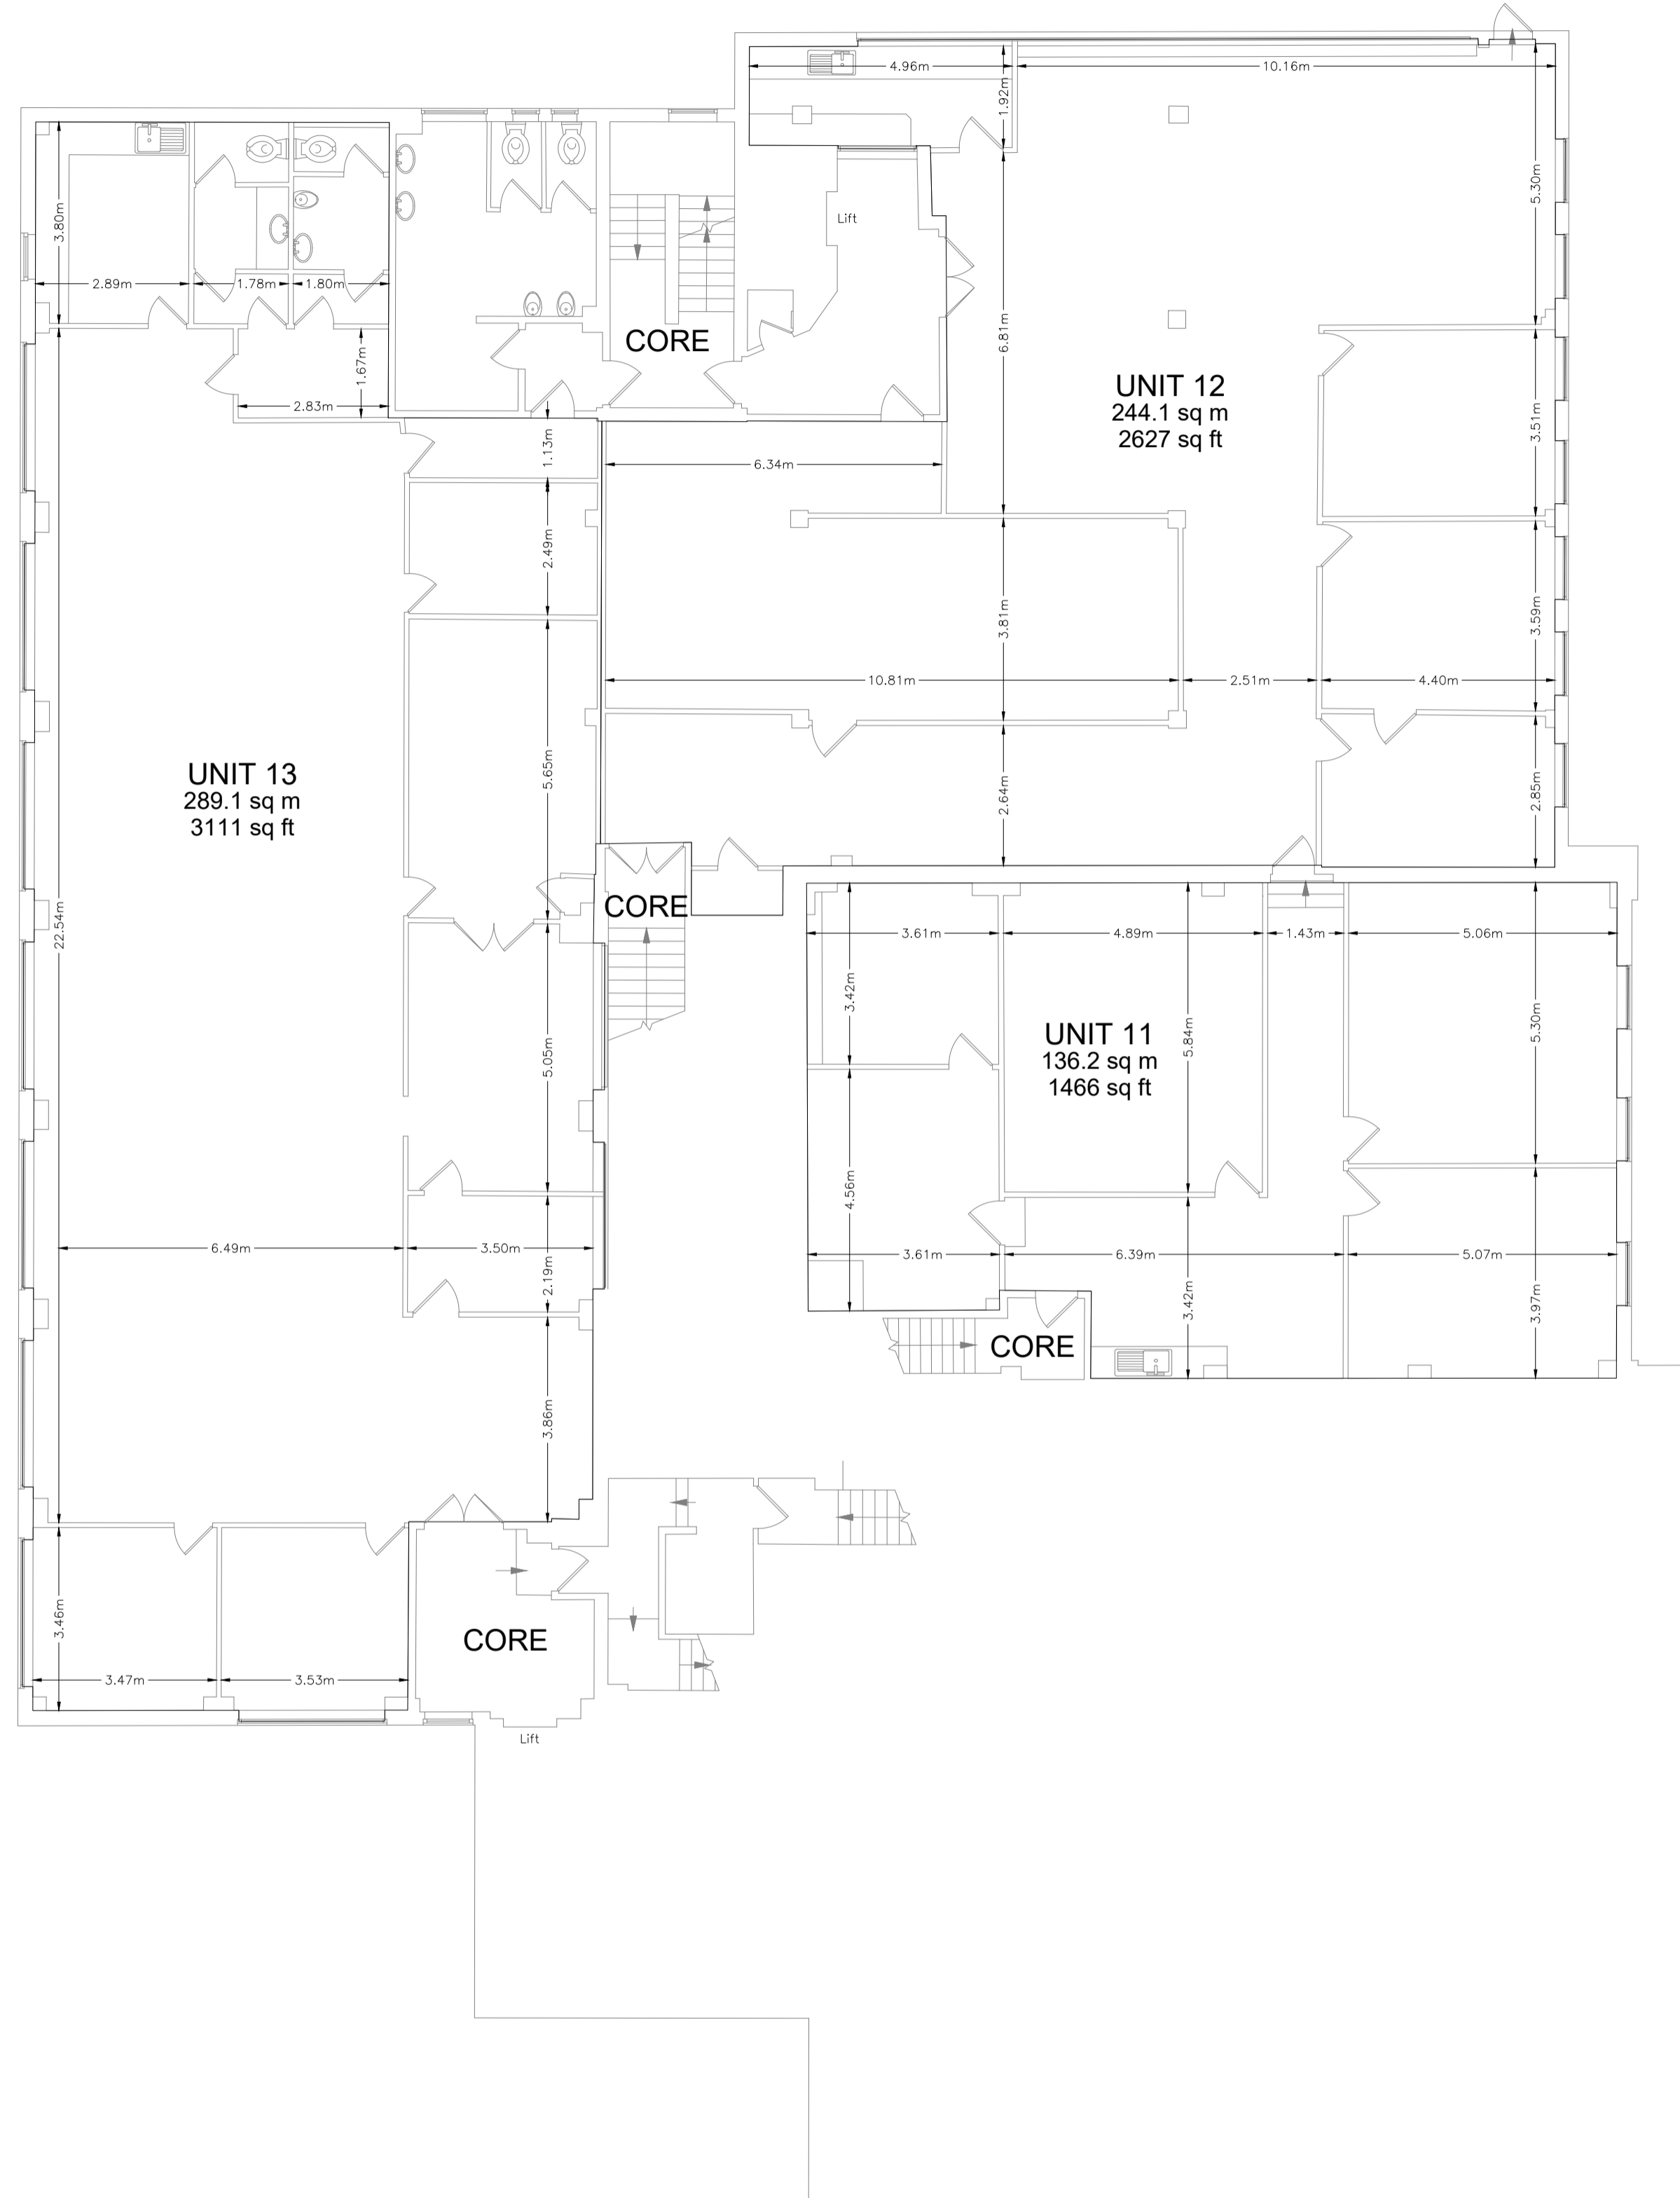 4.96m
10.16m
1.92m
5.30m
3.80m
Lift
2.89m
1.78m
1.80m
CORE
6.81m
1.67m
UNIT 12
244.1 sq m
2627 sq ft
2.83m
3.51m
1.13m
6.34m
2.49m
3.81m
3.59m
10.81m
2.51m
4.40m
UNIT 13
289.1 sq m
3111 sq ft
5.65m
2.64m
2.85m
CORE
22.54m
3.61m
4.89m
1.43m
5.06m
3.42m
UNIT 11
136.2 sq m
1466 sq ft
5.84m
5.30m
5.05m
4.56m
6.49m
3.50m
3.61m
6.39m
5.07m
2.19m
3.42m
3.97m
CORE
3.86m
3.46m
CORE
3.47m
3.53m
Lift